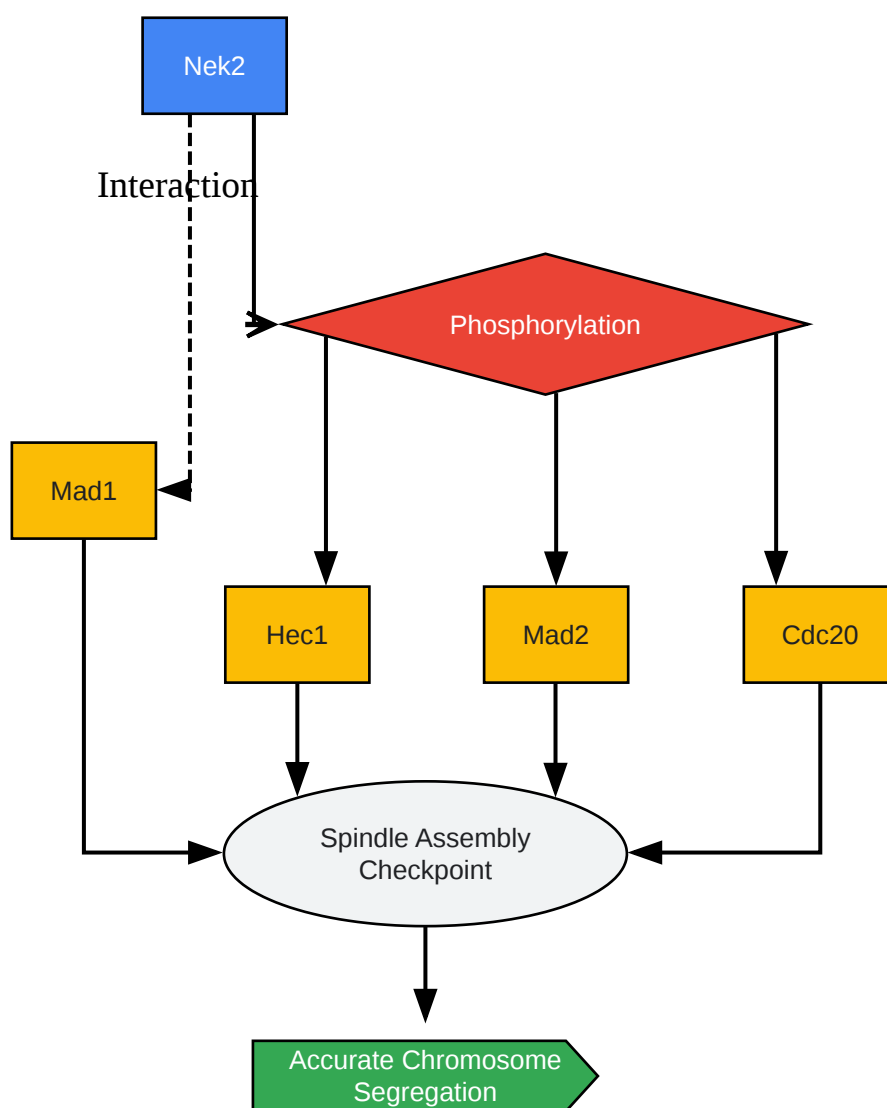 Nek2
Interaction
Phosphorylation
Mad1
Hec1
Mad2
Cdc20
Spindle Assembly
Checkpoint
Accurate Chromosome
Segregation